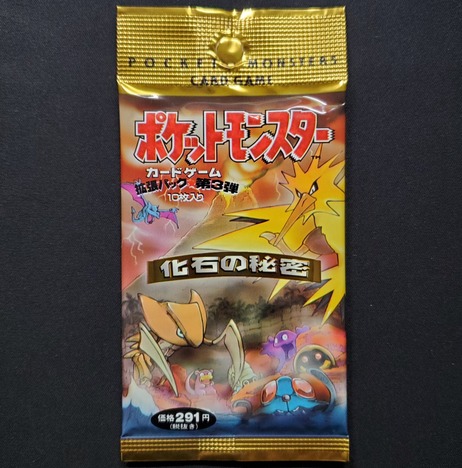 POCKET MONSTERS
CARD GAME
ポケットモンスター
TM
カードゲーム
拡張パック 第3弾
10枚入り
化石の秘密
価格291円
(税抜き)